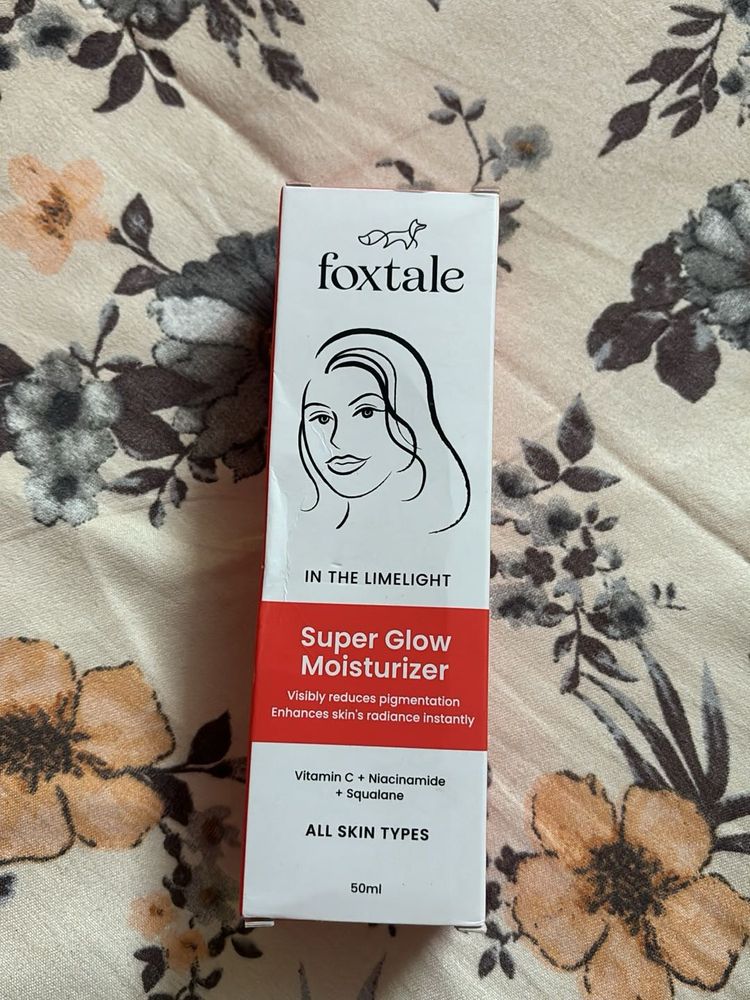 foxtale
IN THE LIMELIGHT
Super Glow
Moisturizer
Visibly reduces pigmentation
Enhances skin's radiance instantly
Vitamin C + Niacinamide
+ Squalane
ALL SKIN TYPES
50ml